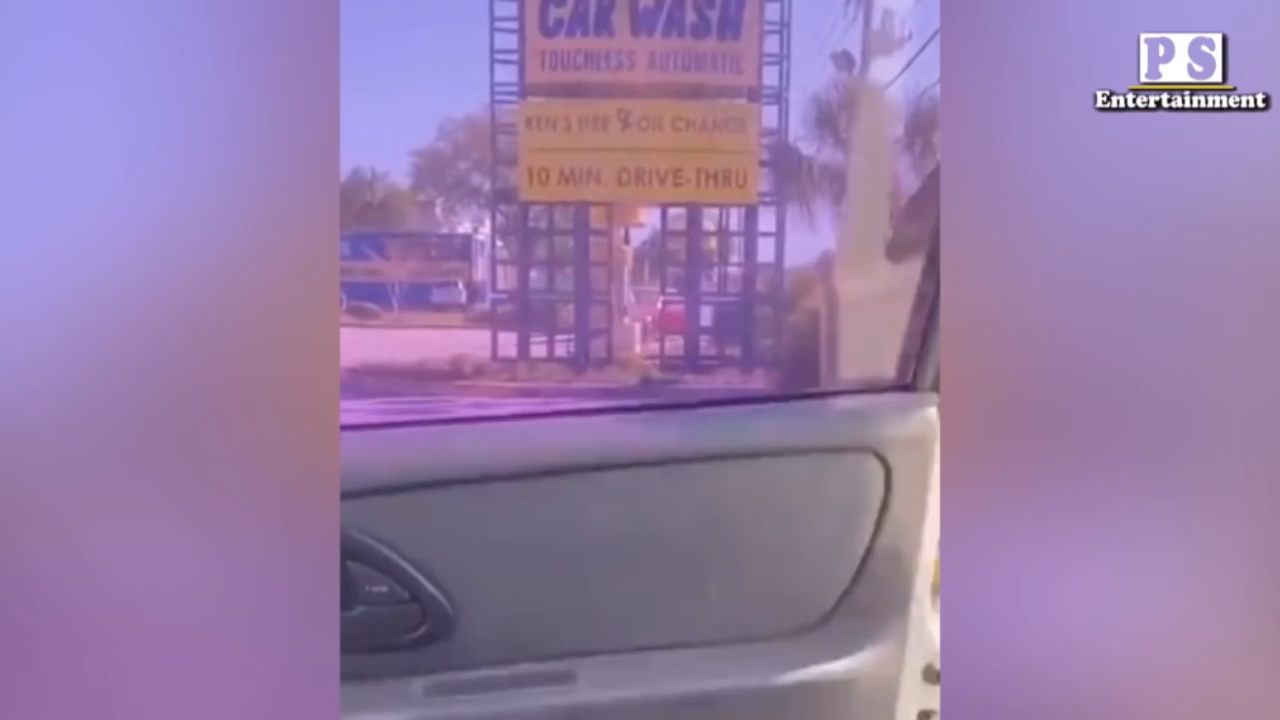 CAR WASH
TOUCHLESS AUTOMATIC
KEN'S TIRE & OIL CHANGE
10 MIN. DRIVE-THRU
PS
Entertainment